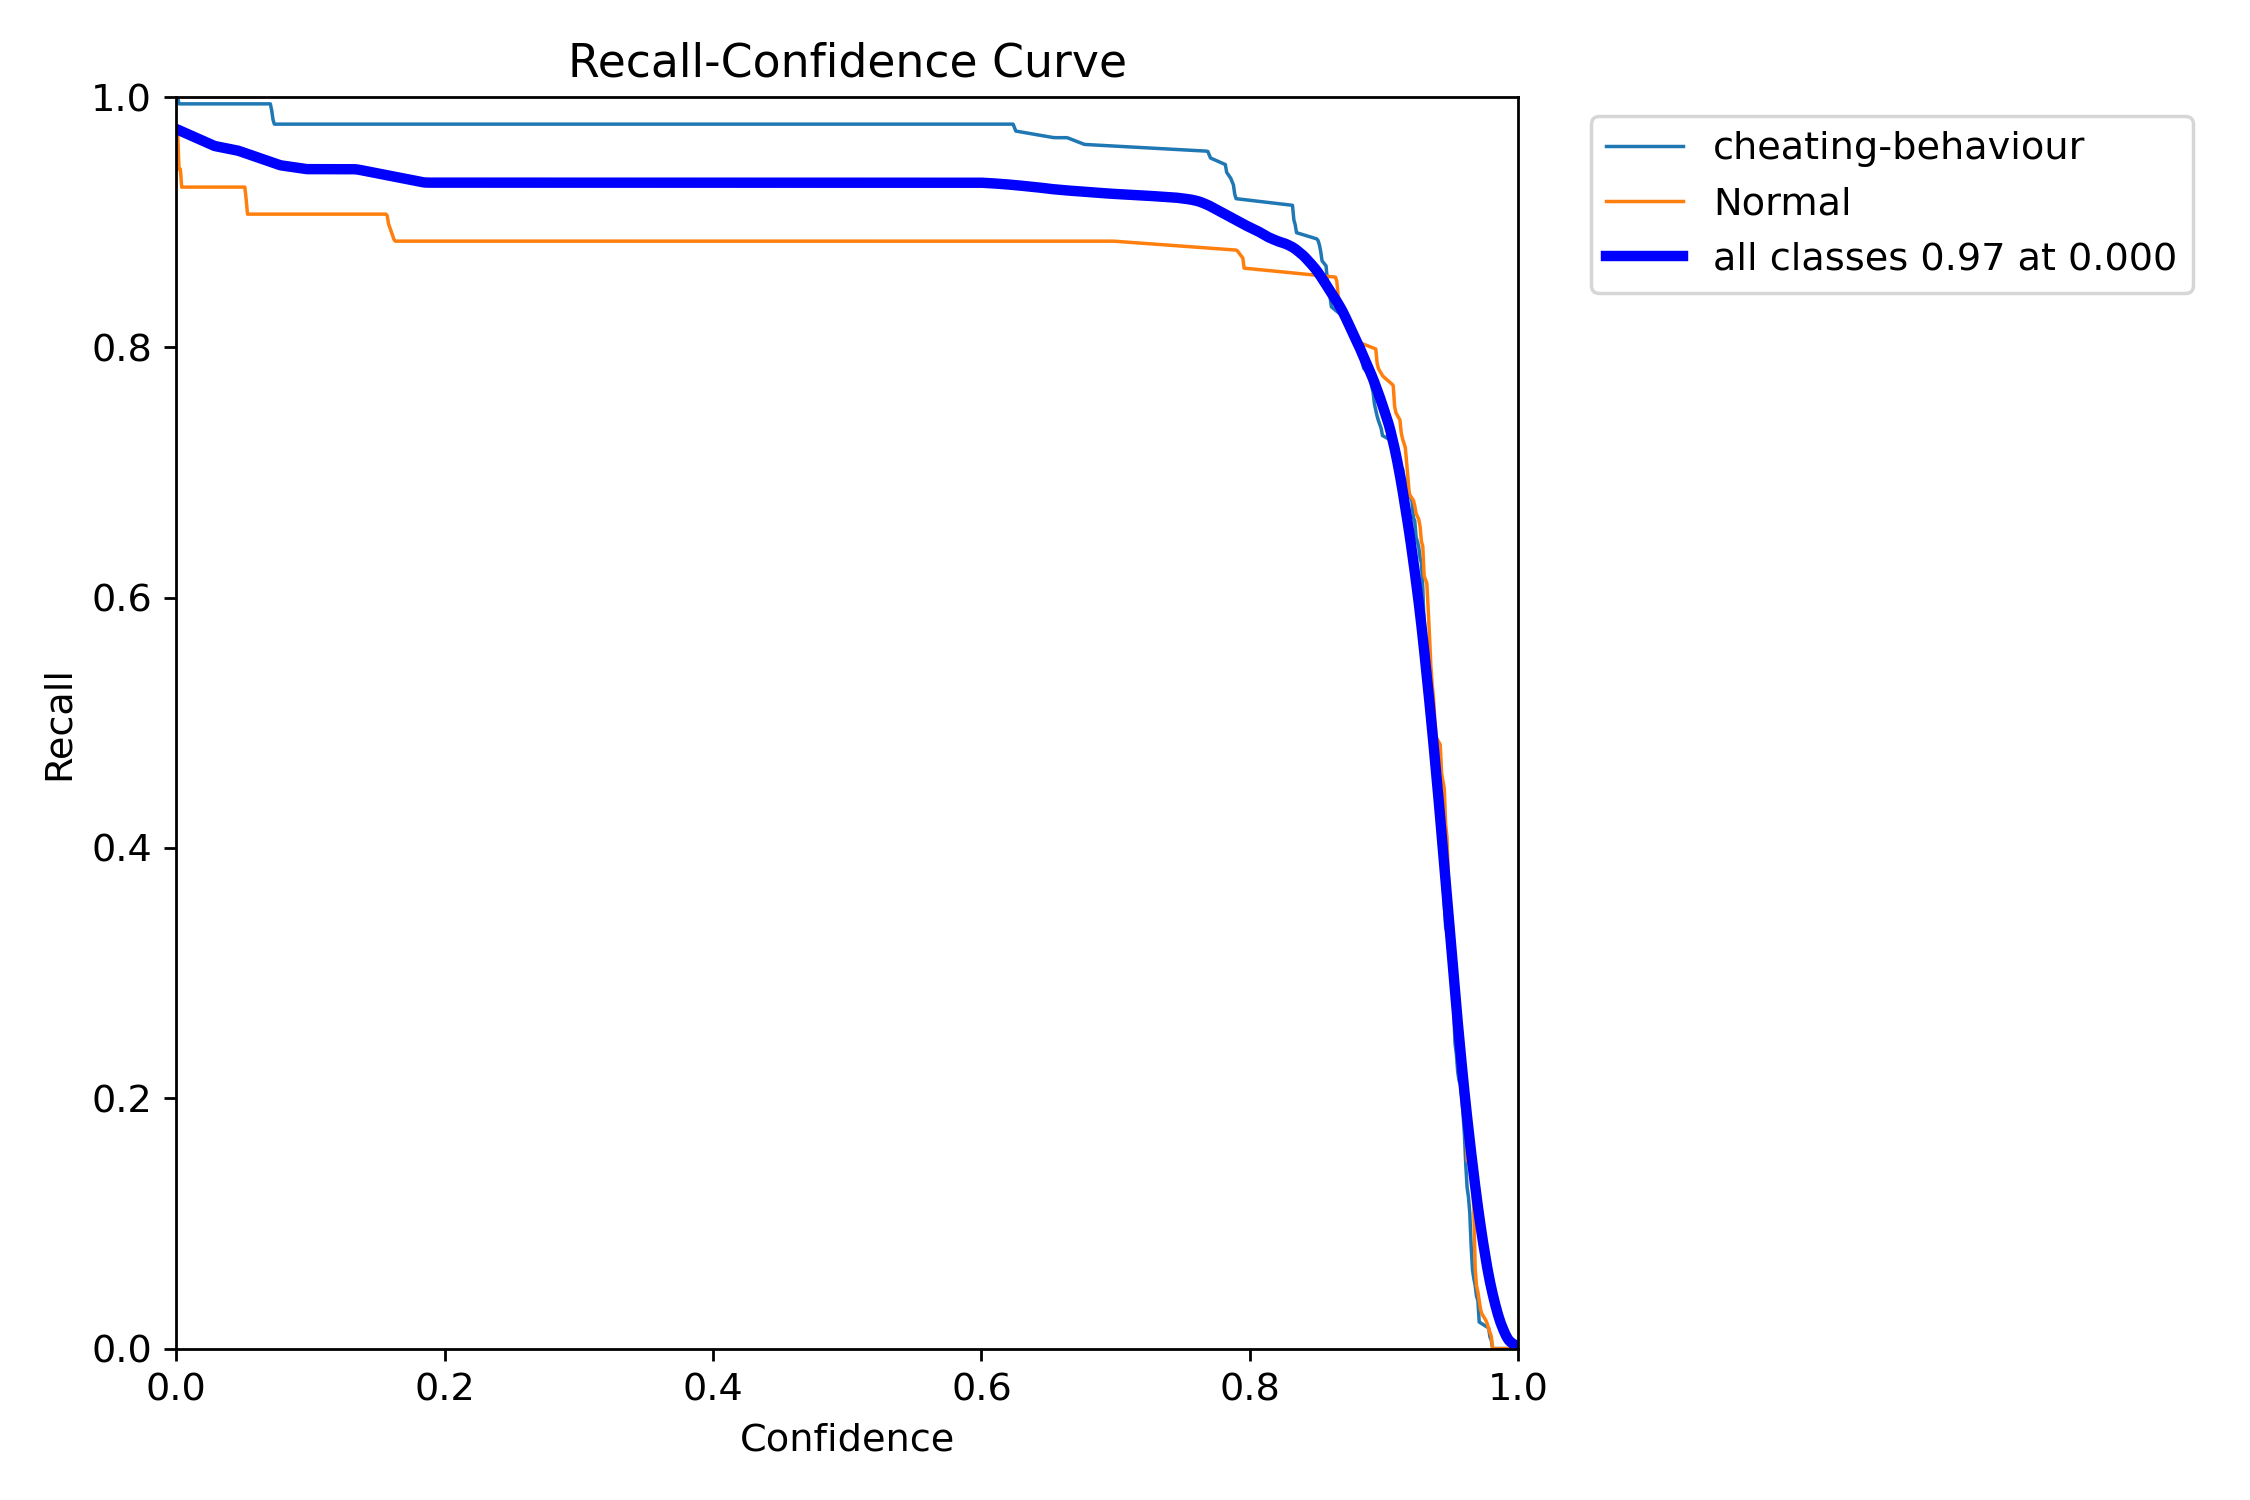 Recall-Confidence Curve
cheating-behaviour
Normal
all classes 0.97 at 0.000
1.0
0.8
0.6
0.4
0.2
0.0
Recall
0.0 0.2 0.4 0.6 0.8 1.0
Confidence